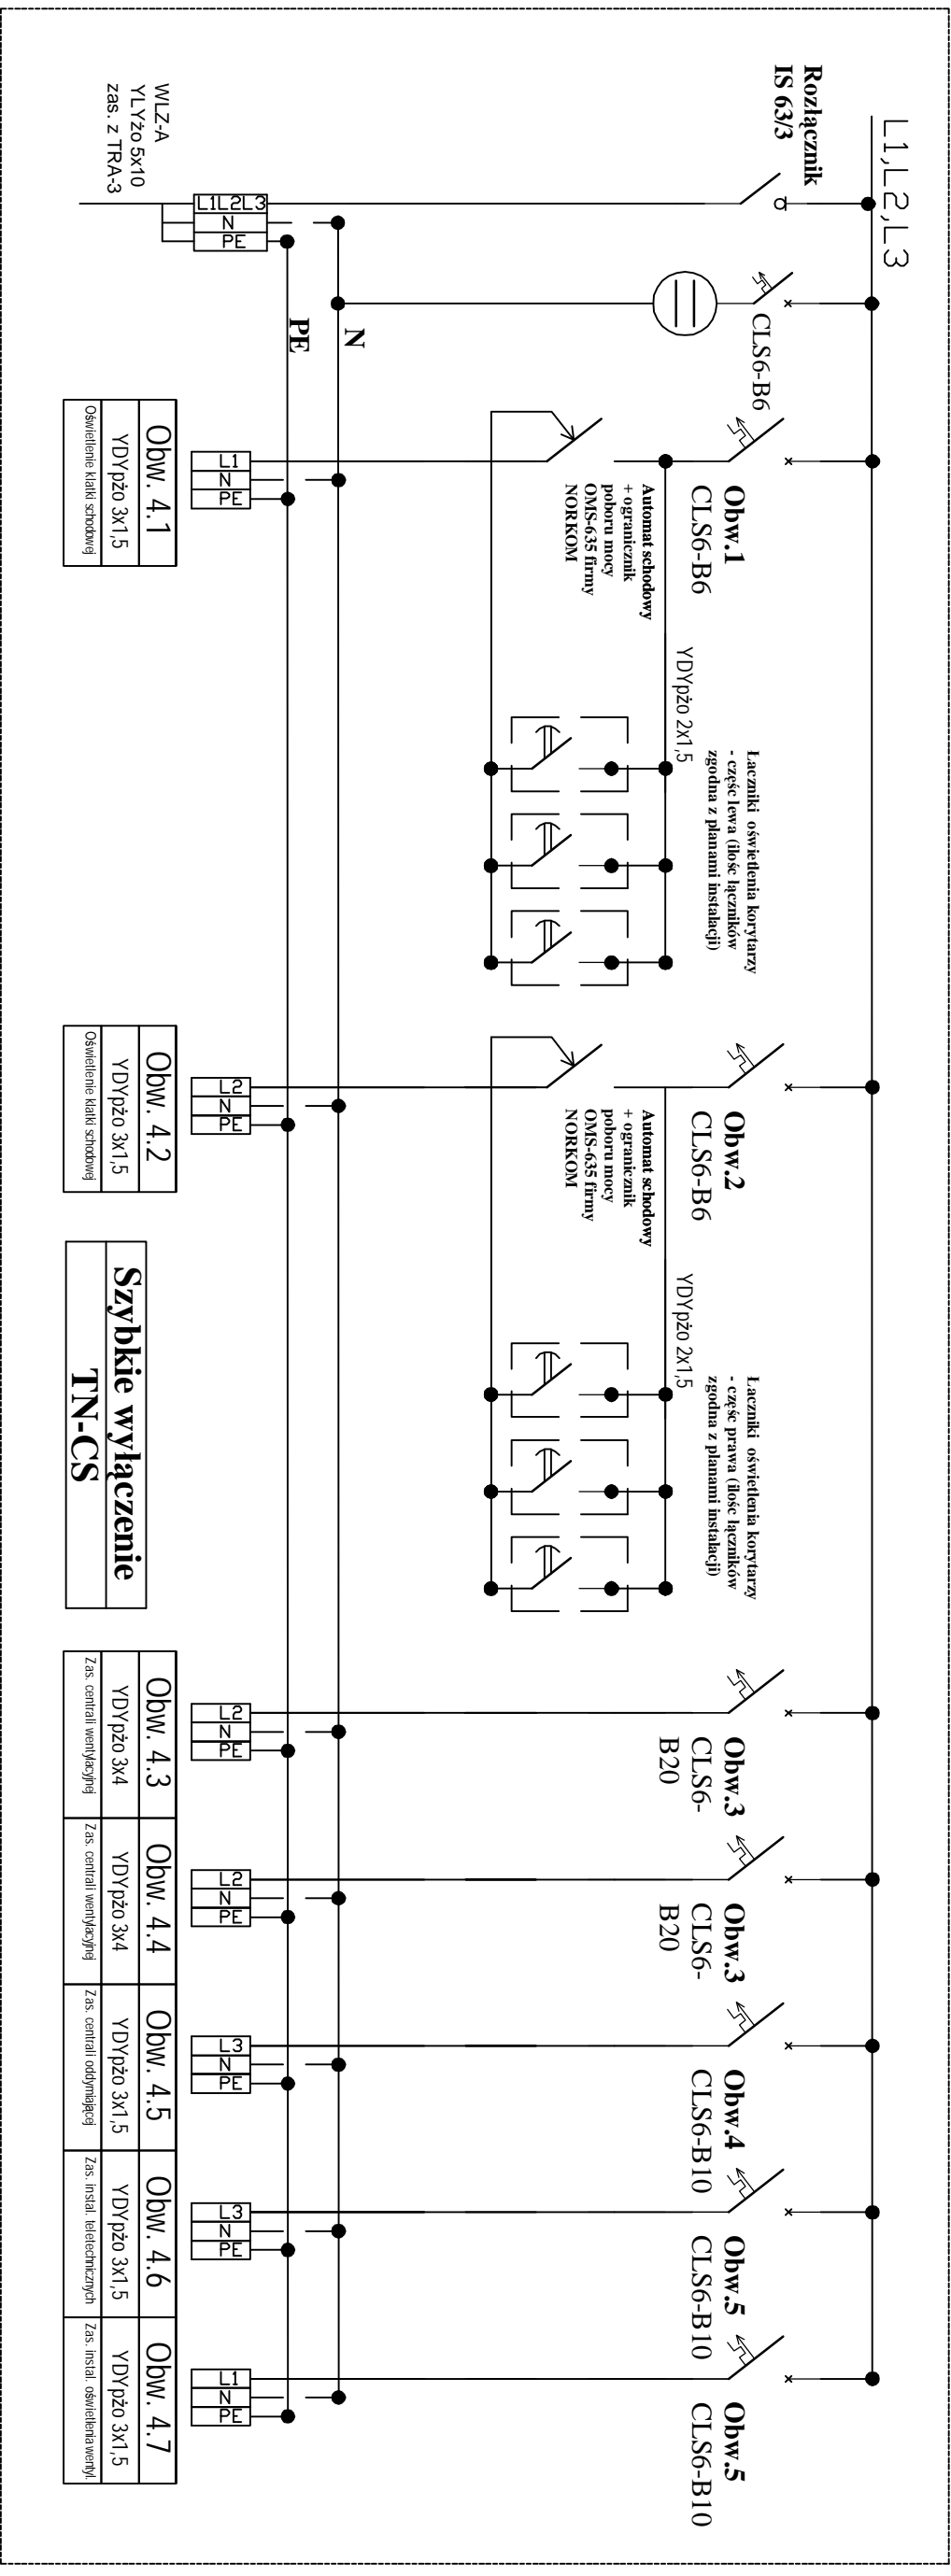 L1,L2,L3
Rozłącznik
IS 63/3
CLS6-B6
Obw.1
CLS6-B6
Automat schodowy
+ ogranicznik
poboru mocy
OMS-635 firmy
NORKOM
YDYpżo 2x1,5
Łaczniki oświetlenia korytarzy
- częśc lewa (ilośc łączników
zgodna z planami instalacji)
Obw.2
CLS6-B6
Automat schodowy
+ ogranicznik
poboru mocy
OMS-635 firmy
NORKOM
YDYpżo 2x1,5
Łaczniki oświetlenia korytarzy
- częśc prawa (ilośc łączników
zgodna z planami instalacji)
Obw.3
CLS6-
B20
Obw.3
CLS6-
B20
Obw.4
CLS6-B10
Obw.5
CLS6-B10
Obw.5
CLS6-B10
N
PE
L1L2L3
N
PE
WLZ-A
YLYżo 5x10
zas. z TRA-3
L1
N
PE
Obw. 4.1
YDYpżo 3x1,5
Oświetlenie klatki schodowej
L2
N
PE
Obw. 4.2
YDYpżo 3x1,5
Oświetlenie klatki schodowej
Szybkie wyłączenie
TN-CS
L2
N
PE
Obw. 4.3
YDYpżo 3x4
Zas. centrali wentylacyjnej
L2
N
PE
Obw. 4.4
YDYpżo 3x4
Zas. centrali wentylacyjnej
L3
N
PE
Obw. 4.5
YDYpżo 3x1,5
Zas. centrali oddymiającej
L3
N
PE
Obw. 4.6
YDYpżo 3x1,5
Zas. instal. teletechnicznych
L1
N
PE
Obw. 4.7
YDYpżo 3x1,5
Zas. instal. oświetlenia wentyl.